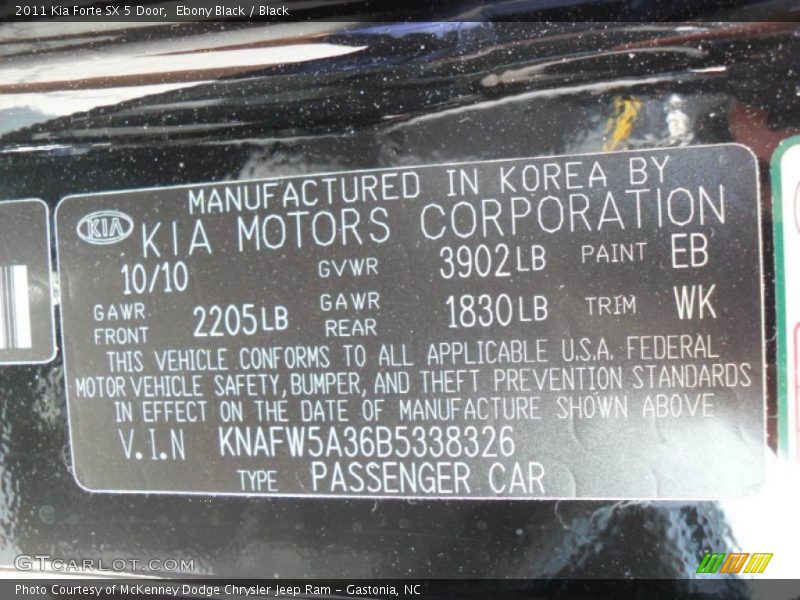 2011 Kia Forte SX 5 Door, Ebony Black / Black
MANUFACTURED IN KOREA BY
KIA KIA MOTORS CORPORATION
10/10 GVWR 3902LB PAINT EB
GAWR FRONT 2205LB GAWR REAR 1830LB TRIM WK
THIS VEHICLE CONFORMS TO ALL APPLICABLE U.S.A. FEDERAL
MOTOR VEHICLE SAFETY, BUMPER, AND THEFT PREVENTION STANDARDS
IN EFFECT ON THE DATE OF MANUFACTURE SHOWN ABOVE
V.I.N KNAFW5A36B5338326
TYPE PASSENGER CAR
GTCARLOT.COM
Photo Courtesy of McKenney Dodge Chrysler Jeep Ram - Gastonia, NC